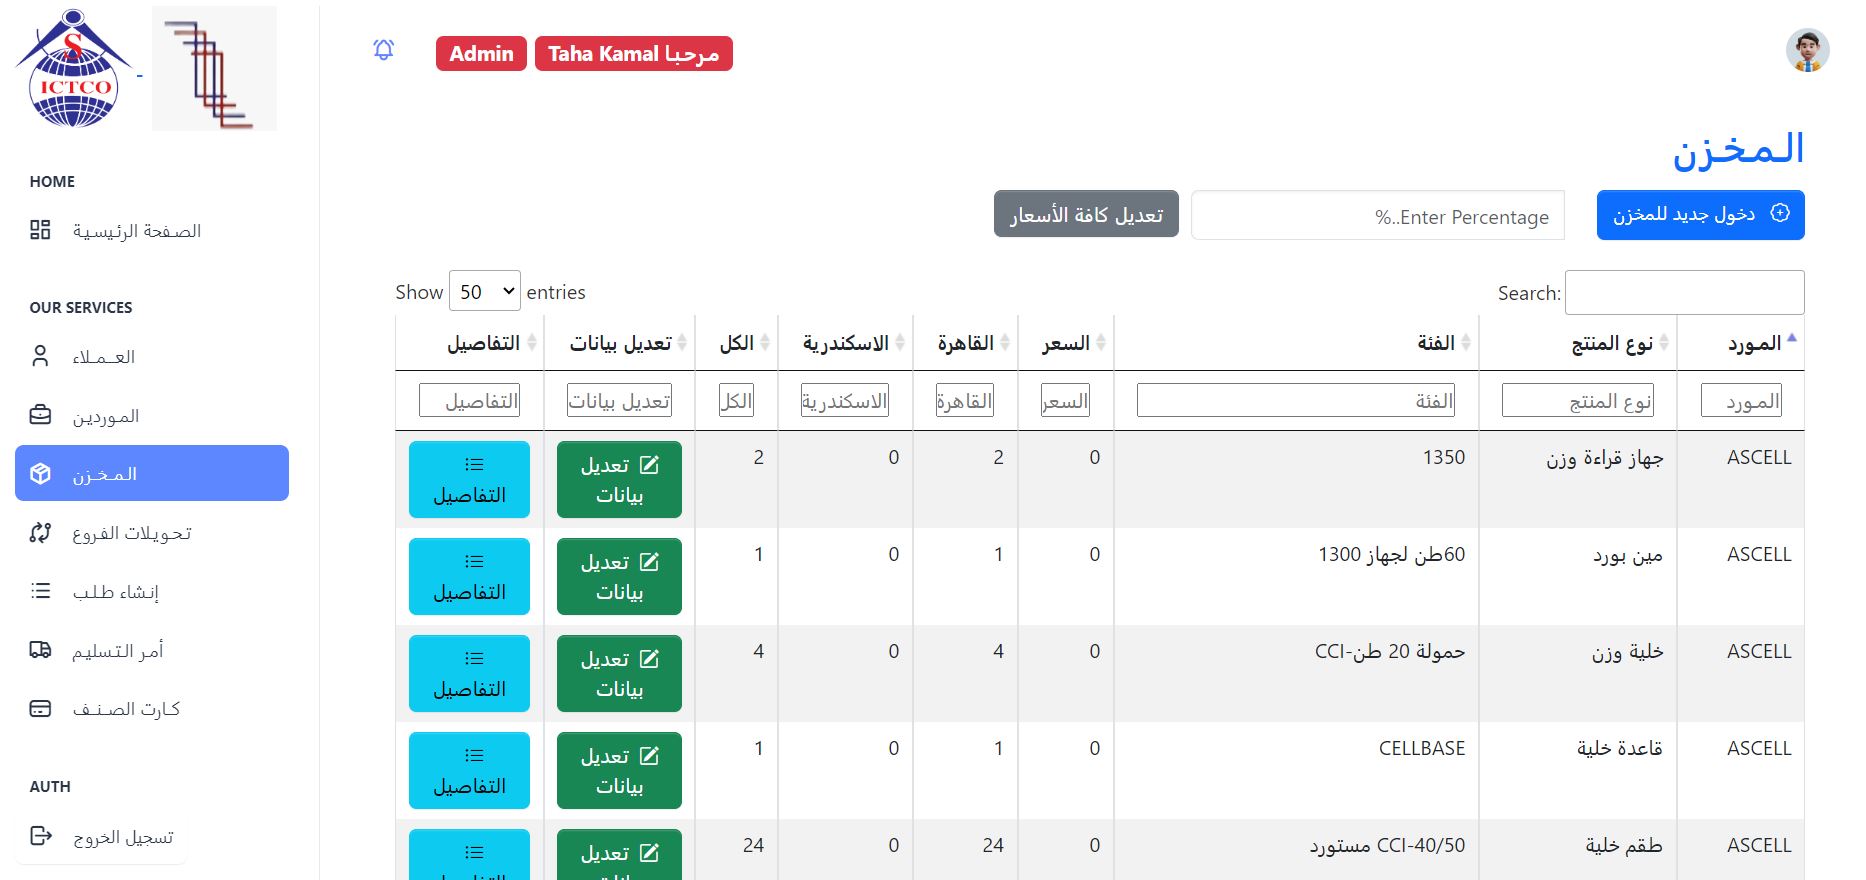 S
ICTCO
Admin
مرحبا Taha Kamal
HOME
الصفحة الرئيسية
OUR SERVICES
العملاء
الموردين
المخزن
تحويلات الفروع
إنشاء طلب
أمر التسليم
كارت الصنف
AUTH
تسجيل الخروج
المخزن
دخول جديد للمخزن
Enter Percentage..%
تعديل كافة الأسعار
Show 50 entries
Search:
المورد نوع المنتج الفئة السعر القاهرة الاسكندرية الكل تعديل بيانات التفاصيل
المورد نوع المنتج الفئة السعر القاهرة الاسكندرية الكل تعديل بيانات التفاصيل
ASCELL جهاز قراءة وزن 1350 0 2 0 2 تعديل
بيانات التفاصيل
ASCELL مين بورد 60طن لجهاز 1300 0 1 0 1 تعديل
بيانات التفاصيل
ASCELL خلية وزن حمولة 20 طن-CCI 0 4 0 4 تعديل
بيانات التفاصيل
ASCELL قاعدة خلية CELLBASE 0 1 0 1 تعديل
بيانات التفاصيل
ASCELL طقم خلية CCI-40/50 مستورد 0 24 0 24 تعديل